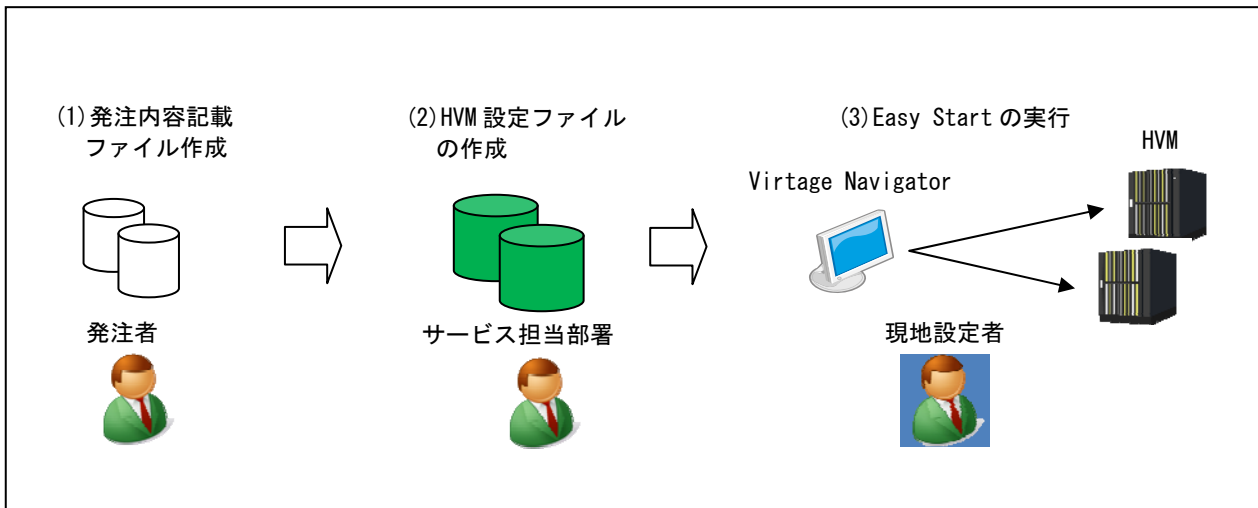 (1)発注内容記載
ファイル作成
(2)HVM 設定ファイル
の作成
(3)Easy Start の実行
HVM
Virtage Navigator
発注者
サービス担当部署
現地設定者